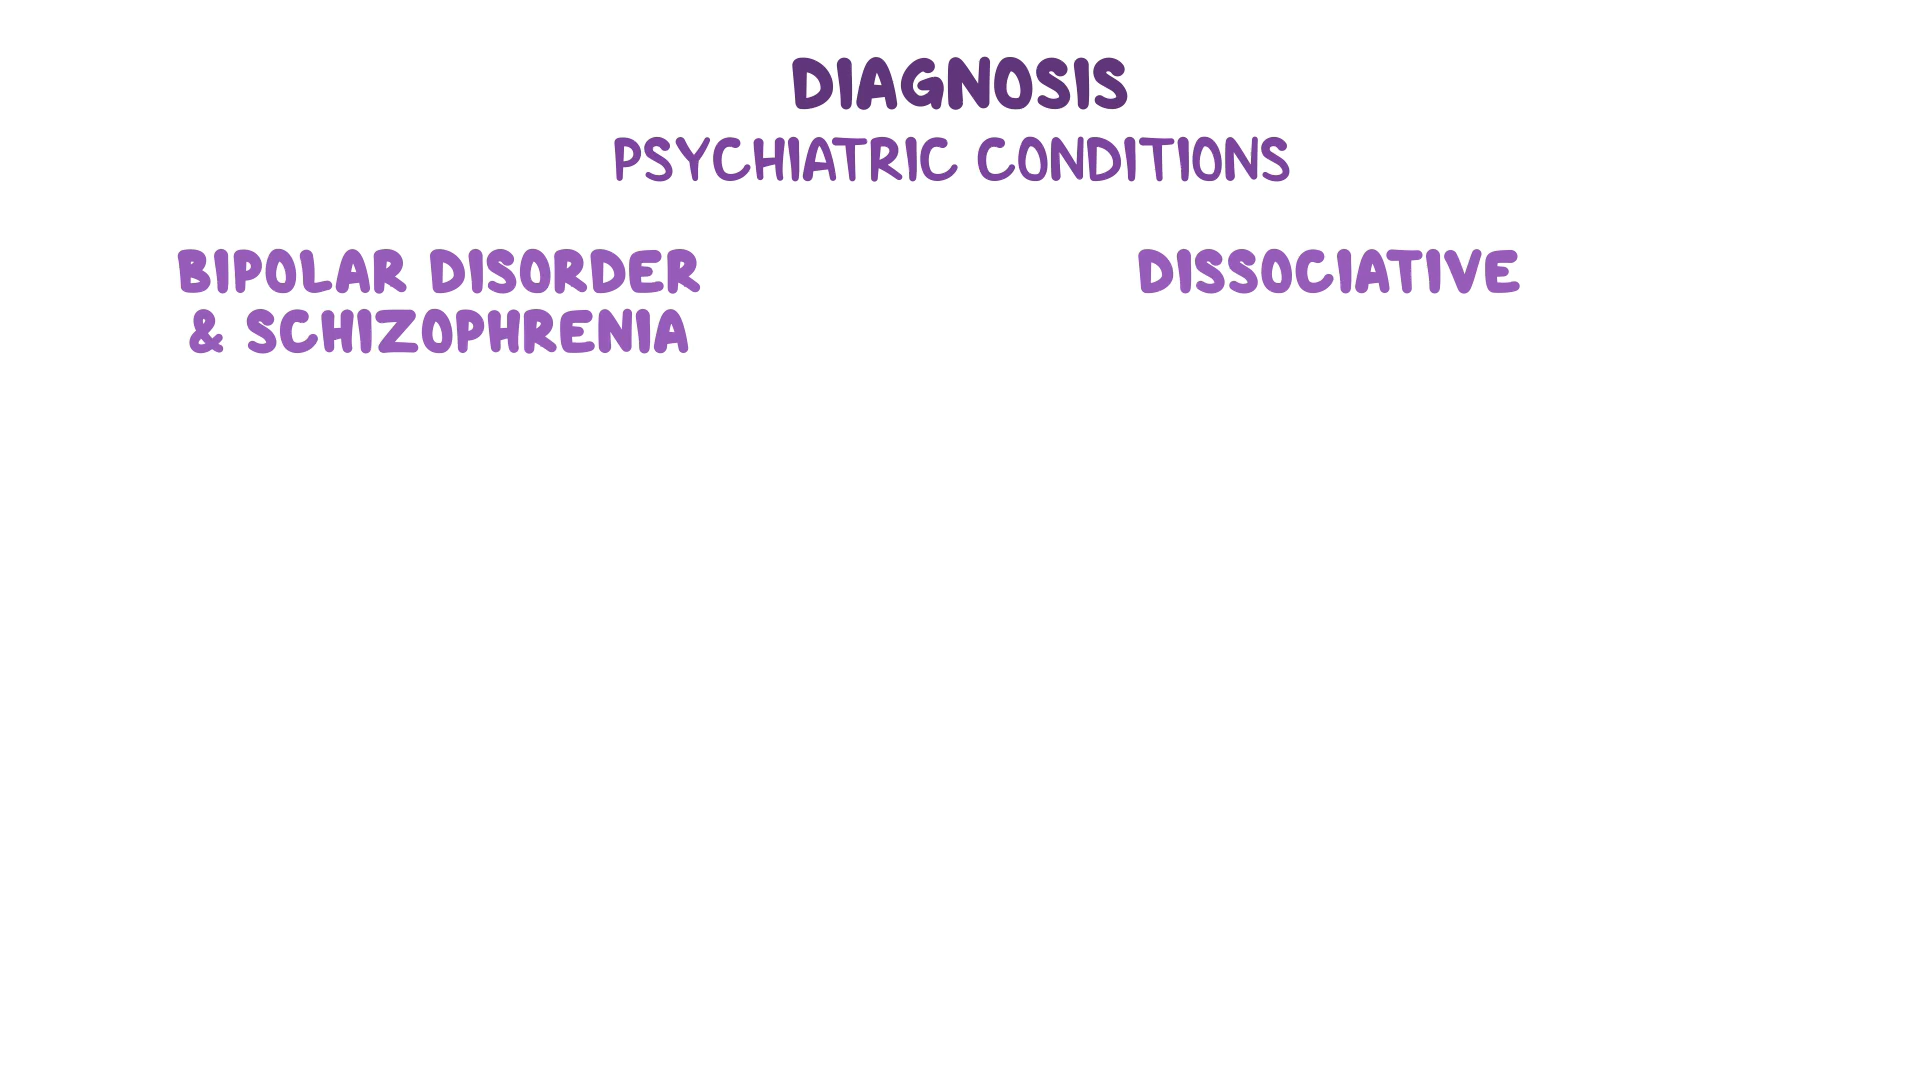 DIAGNOSIS
PSYCHIATRIC CONDITIONS
BIPOLAR DISORDER
& SCHIZOPHRENIA
DISSOCIATIVE